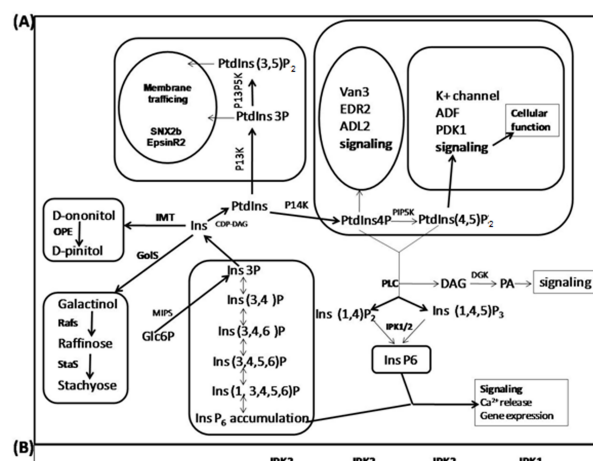 (A)
PtdIns (3,5)P2
P13P5K
Membrane
trafficing
SNX2b
EpsinR2
PtdIns 3P
P13K
Van3
EDR2
ADL2
signaling
K+ channel
ADF
PDK1
signaling
Cellular
function
D-ononitol
OPE
D-pinitol
IMT
Ins
CDP-DAG
PtdIns
P14K
PtdIns4P
PIP5K
PtdIns(4,5)P2
GolS
Galactinol
Rafs
Raffinose
StaS
Stachyose
MIPS
Glc6P
Ins 3P
Ins (3,4 )P
Ins (3,4,6 )P
Ins(3,4,5,6)P
Ins(1, 3,4,5,6)P
Ins P6 accumulation
PLC
DAG
DGK
PA
signaling
Ins (1,4)P2
Ins (1,4,5)P3
IPK1/2
Ins P6
Signaling
Ca2+ release
Gene expression
(B)